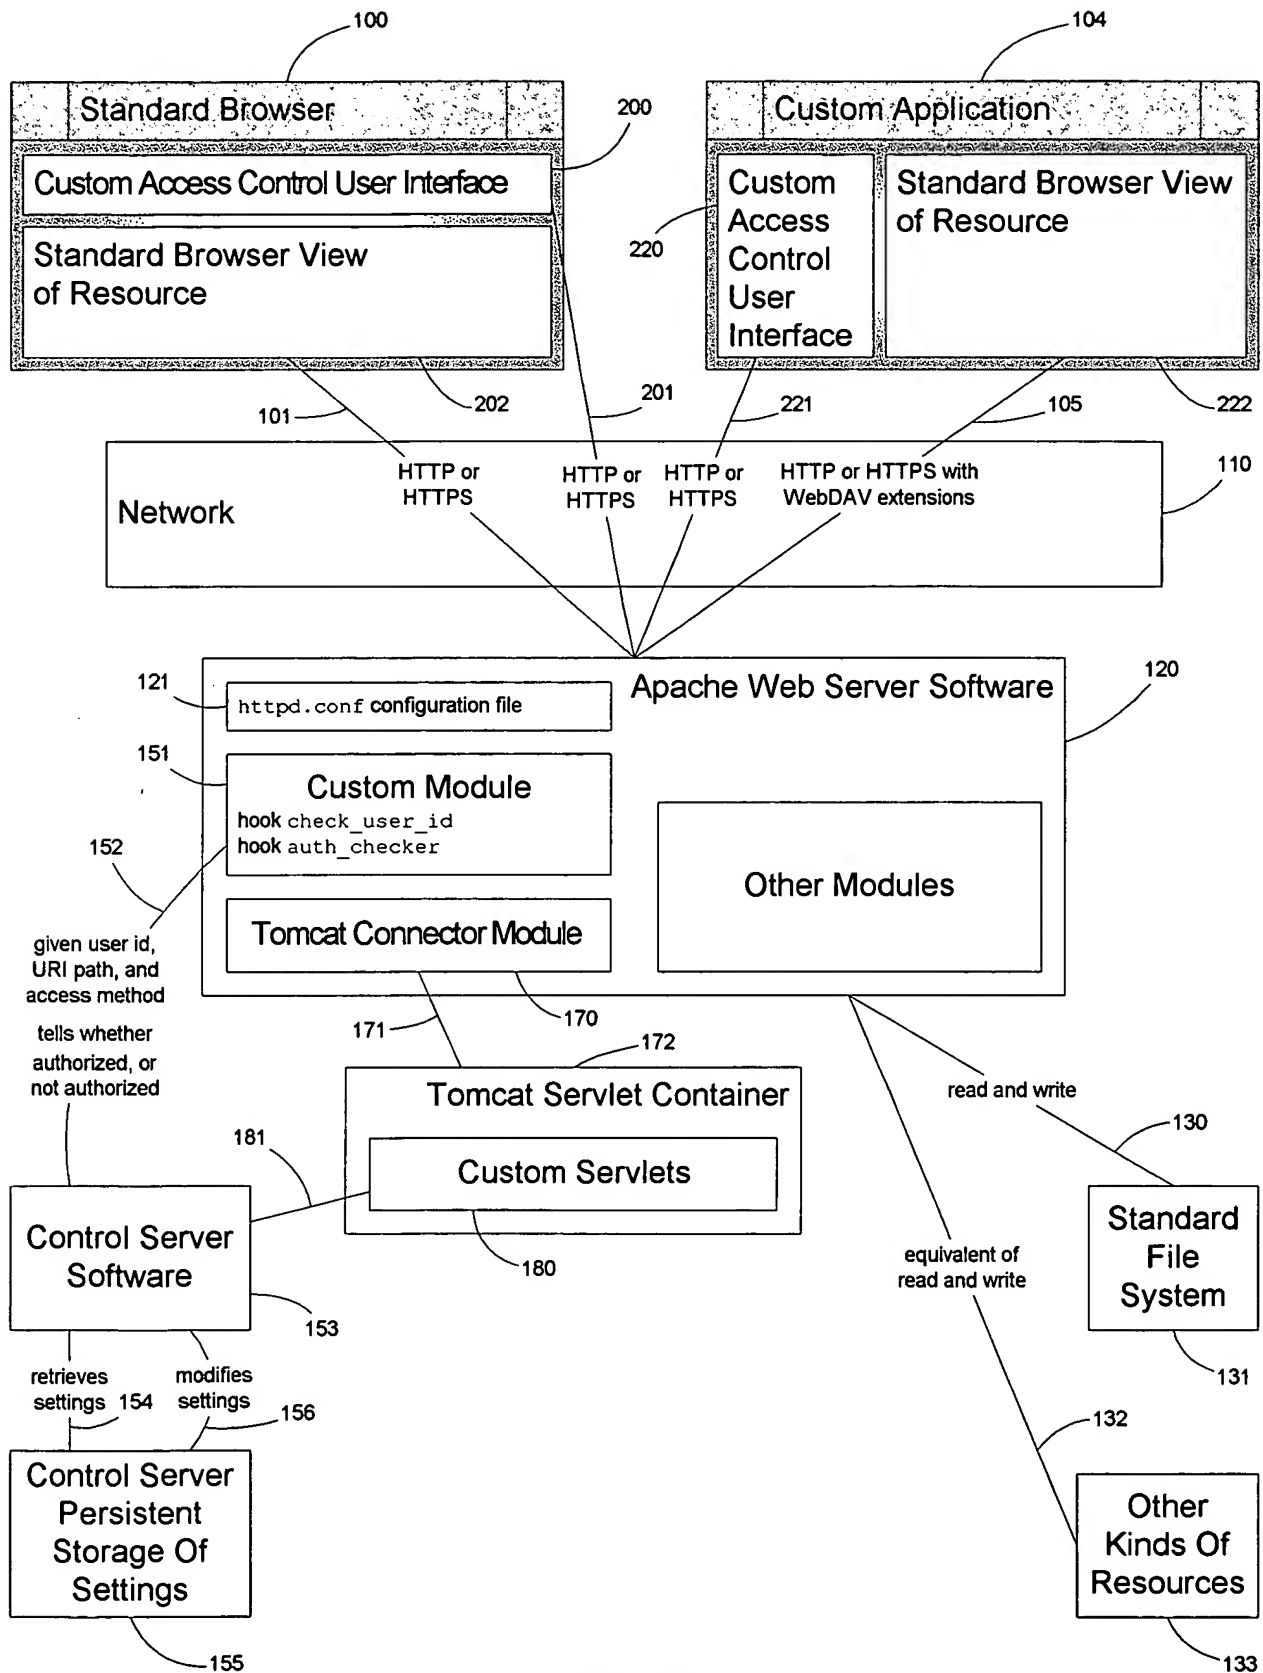 100
104
Standard Browser
Custom Application
200
Custom Access Control User Interface
Standard Browser View
of Resource
Custom
Access
Control
User
Interface
Standard Browser View
of Resource
220
101
202
201
221
105
222
HTTP or
HTTPS
HTTP or
HTTPS
HTTP or
HTTPS
HTTP or HTTPS with
WebDAV extensions
110
Network
121
httpd.conf configuration file
Apache Web Server Software
120
151
Custom Module
hook check_user_id
hook auth_checker
152
Other Modules
Tomcat Connector Module
given user id,
URI path, and
access method
tells whether
authorized, or
not authorized
171
170
172
Tomcat Servlet Container
read and write
130
181
Custom Servlets
180
Control Server
Software
153
equivalent of
read and write
Standard
File
System
131
retrieves
settings
154
modifies
settings
156
132
Control Server
Persistent
Storage Of
Settings
155
Other
Kinds Of
Resources
133